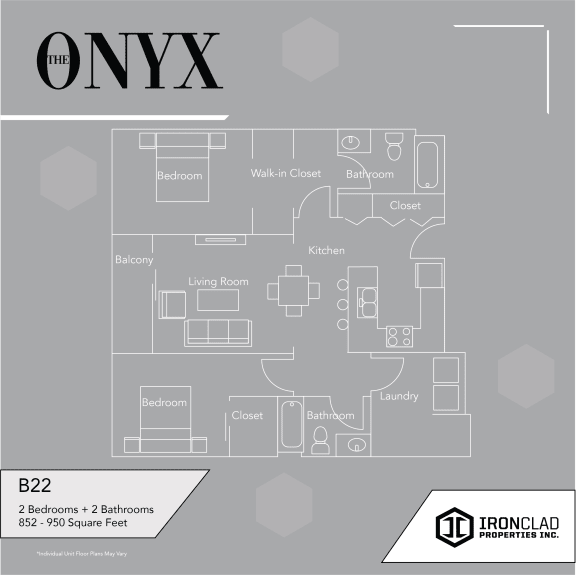 THE ONYX
Bedroom
Walk-in Closet
Bathroom
Closet
Kitchen
Balcony
Living Room
Laundry
Bedroom
Closet
Bathroom
B22
2 Bedrooms + 2 Bathrooms
852 - 950 Square Feet
*Individual Unit Floor Plans May Vary
IRONCLAD
PROPERTIES INC.